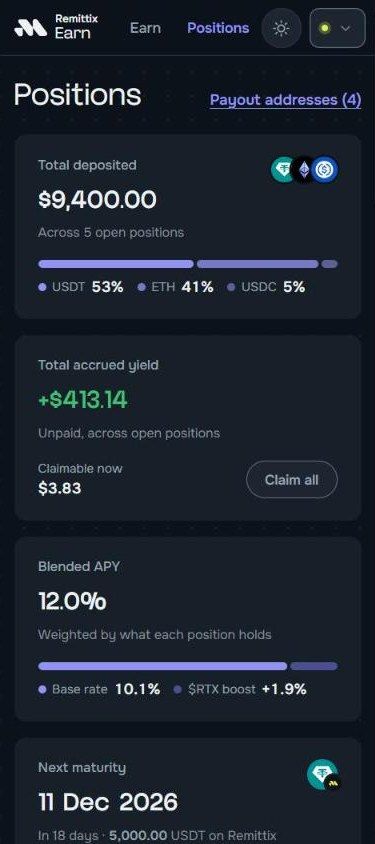 Remittix
Earn
Earn
Positions
Positions
Payout addresses (4)
Total deposited
$9,400.00
Across 5 open positions
USDT 53% ETH 41% USDC 5%
Total accrued yield
+$413.14
Unpaid, across open positions
Claimable now
$3.83
Claim all
Blended APY
12.0%
Weighted by what each position holds
Base rate 10.1% $RTX boost +1.9%
Next maturity
11 Dec 2026
In 18 days · 5,000.00 USDT on Remittix